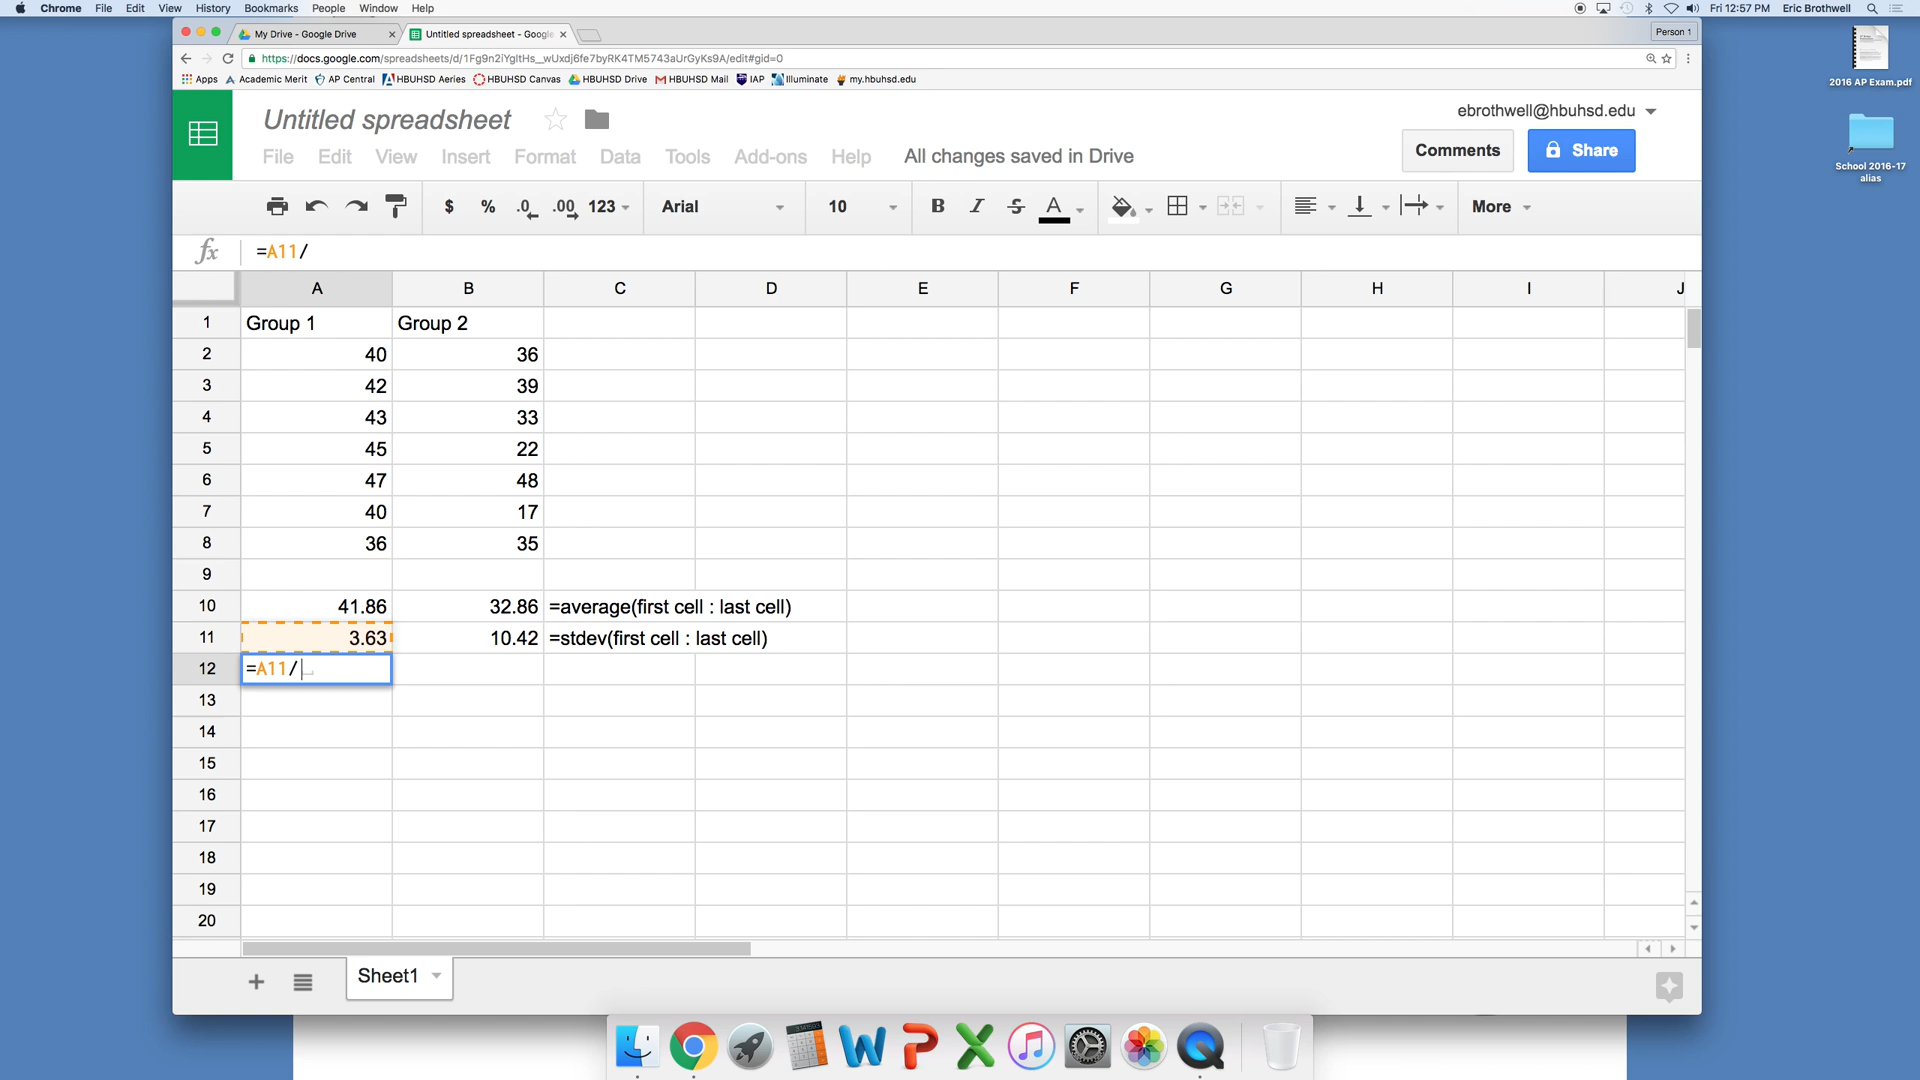 Chrome File Edit View History Bookmarks People Window Help Fri 12:57 PM Eric Brothwell
My Drive - Google Drive Untitled spreadsheet - Google Person 1
https://docs.google.com/spreadsheets/d/1Fg9n2iYgltHs_wUxdj6fe7byRK4TM5743aUrGyKs9A/edit#gid=0
Apps Academic Merit AP Central HBUHSD Aeries HBUHSD Canvas HBUHSD Drive HBUHSD Mail IAP Illuminate my.hbuhsd.edu
2016 AP Exam.pdf
School 2016-17
alias
Untitled spreadsheet
ebrothwell@hbuhsd.edu
File Edit View Insert Format Data Tools Add-ons Help All changes saved in Drive
Comments Share
$ % .0 .00 123 Arial 10 B I S A More
fx =A11/
A B C D E F G H I J
1 Group 1 Group 2
2 40 36
3 42 39
4 43 33
5 45 22
6 47 48
7 40 17
8 36 35
9
10 41.86 32.86 =average(first cell : last cell)
11 3.63 10.42 =stdev(first cell : last cell)
12 =A11/
13
14
15
16
17
18
19
20
Sheet1